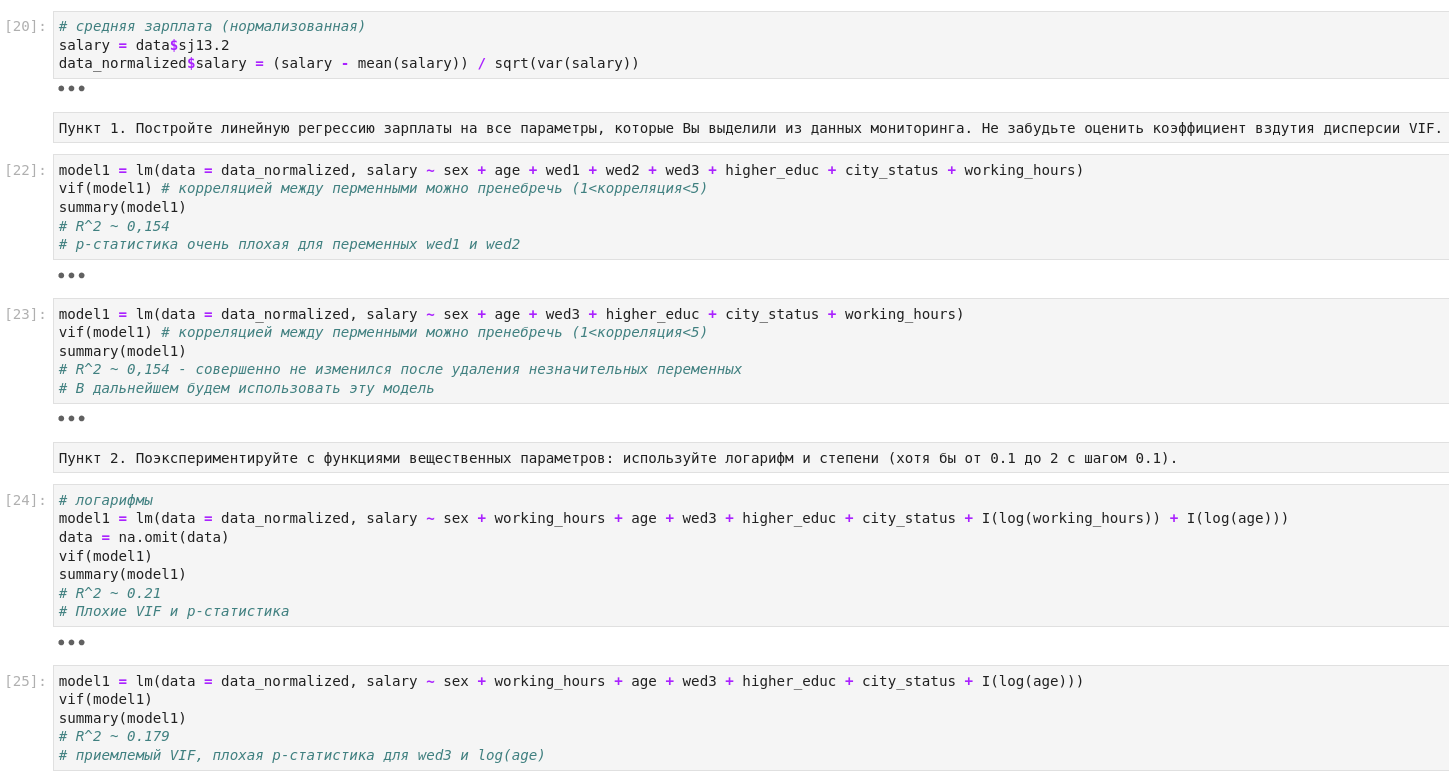 [20]:
# средняя зарплата (нормализованная)
salary = data$sj13.2
data_normalized$salary = (salary - mean(salary)) / sqrt(var(salary))
Пункт 1. Постройте линейную регрессию зарплаты на все параметры, которые Вы выделили из данных мониторинга. Не забудьте оценить коэффициент вздутия дисперсии VIF.
[22]:
model1 = lm(data = data_normalized, salary ~ sex + age + wed1 + wed2 + wed3 + higher_educ + city_status + working_hours)
vif(model1) # корреляцией между перменными можно пренебречь (1<корреляция<5)
summary(model1)
# R^2 ~ 0,154
# p-статистика очень плохая для переменных wed1 и wed2
[23]:
model1 = lm(data = data_normalized, salary ~ sex + age + wed3 + higher_educ + city_status + working_hours)
vif(model1) # корреляцией между перменными можно пренебречь (1<корреляция<5)
summary(model1)
# R^2 ~ 0,154 - совершенно не изменился после удаления незначительных переменных
# В дальнейшем будем использовать эту модель
Пункт 2. Поэкспериментируйте с функциями вещественных параметров: используйте логарифм и степени (хотя бы от 0.1 до 2 с шагом 0.1).
[24]:
# логарифмы
model1 = lm(data = data_normalized, salary ~ sex + working_hours + age + wed3 + higher_educ + city_status + I(log(working_hours)) + I(log(age)))
data = na.omit(data)
vif(model1)
summary(model1)
# R^2 ~ 0.21
# Плохие VIF и p-статистика
[25]:
model1 = lm(data = data_normalized, salary ~ sex + working_hours + age + wed3 + higher_educ + city_status + I(log(age)))
vif(model1)
summary(model1)
# R^2 ~ 0.179
# приемлемый VIF, плохая p-статистика для wed3 и log(age)